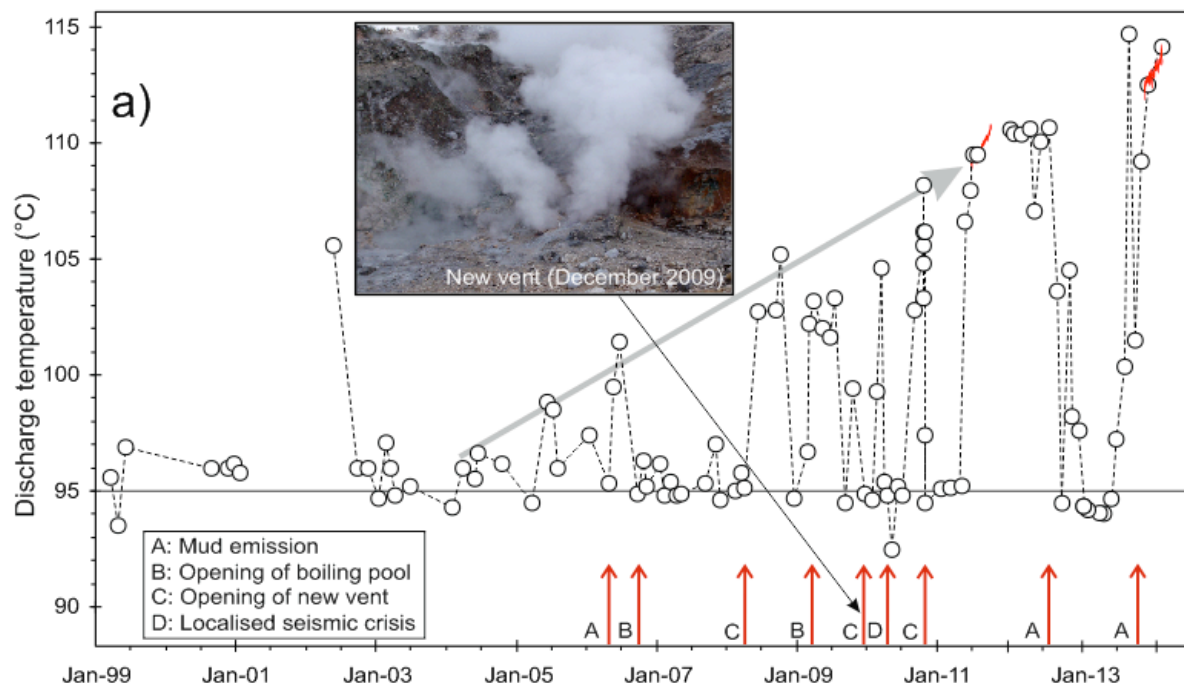 115
a)
110
105
100
95
90
Discharge temperature (°C)
New vent (December 2009)
A: Mud emission
B: Opening of boiling pool
C: Opening of new vent
D: Localised seismic crisis
A B C B C D C A A
Jan-99 Jan-01 Jan-03 Jan-05 Jan-07 Jan-09 Jan-11 Jan-13